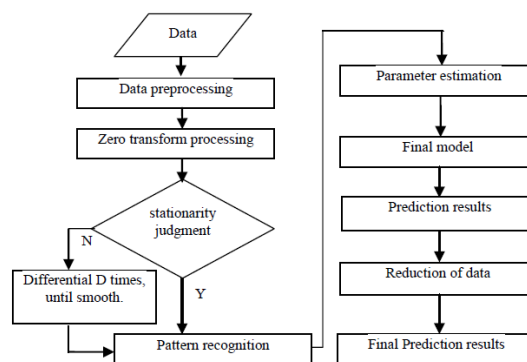 Data
Data preprocessing
Zero transform processing
stationarity
judgment
N
Y
Differential D times,
until smooth.
Pattern recognition
Parameter estimation
Final model
Prediction results
Reduction of data
Final Prediction results